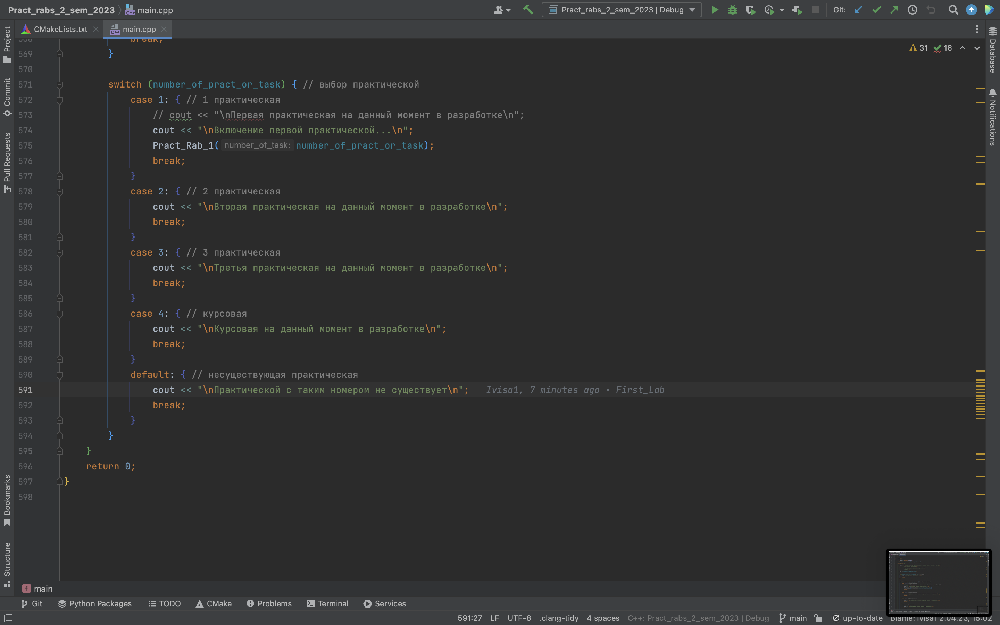 Pract_rabs_2_sem_2023 main.cpp
Pract_rabs_2_sem_2023 | Debug
Git:
CMakeLists.txt main.cpp
Project
Commit
Pull Requests
Bookmarks
Structure
Database
Notifications
31 16
568 break;
569 }
570
571 switch (number_of_pract_or_task) { // выбор практической
572 case 1: { // 1 практическая
573 // cout << "\nПервая практическая на данный момент в разработке\n";
574 cout << "\nВключение первой практической...\n";
575 Pract_Rab_1( number_of_task: number_of_pract_or_task);
576 break;
577 }
578 case 2: { // 2 практическая
579 cout << "\nВторая практическая на данный момент в разработке\n";
580 break;
581 }
582 case 3: { // 3 практическая
583 cout << "\nТретья практическая на данный момент в разработке\n";
584 break;
585 }
586 case 4: { // курсовая
587 cout << "\nКурсовая на данный момент в разработке\n";
588 break;
589 }
590 default: { // несуществующая практическая
591 cout << "\nПрактической с таким номером не существует\n"; Ivisa1, 7 minutes ago • First_Lab
592 break;
593 }
594 }
595 }
596 return 0;
597 }
598
f main
Git Python Packages TODO CMake Problems Terminal Services
591:27 LF UTF-8 .clang-tidy 4 spaces C++: Pract_rabs_2_sem_2023 | Debug main up-to-date Blame: Ivisa1 2.04.23, 15:02